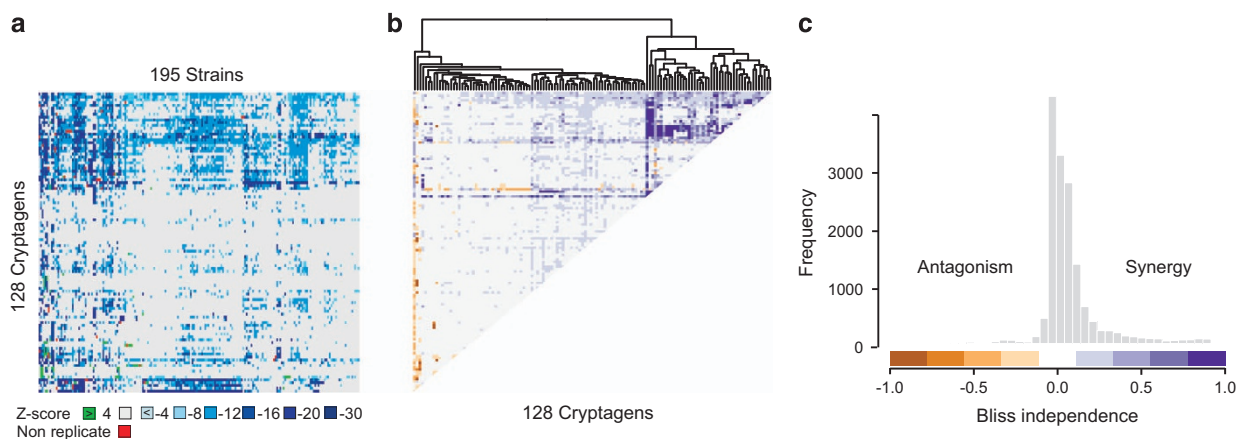 a
195 Strains
128 Cryptagens
Z-score > 4 < -4 -8 -12 -16 -20 -30
Non replicate
b
128 Cryptagens
c
Frequency
3000
2000
1000
0
Antagonism
Synergy
-1.0 -0.5 0.0 0.5 1.0
Bliss independence